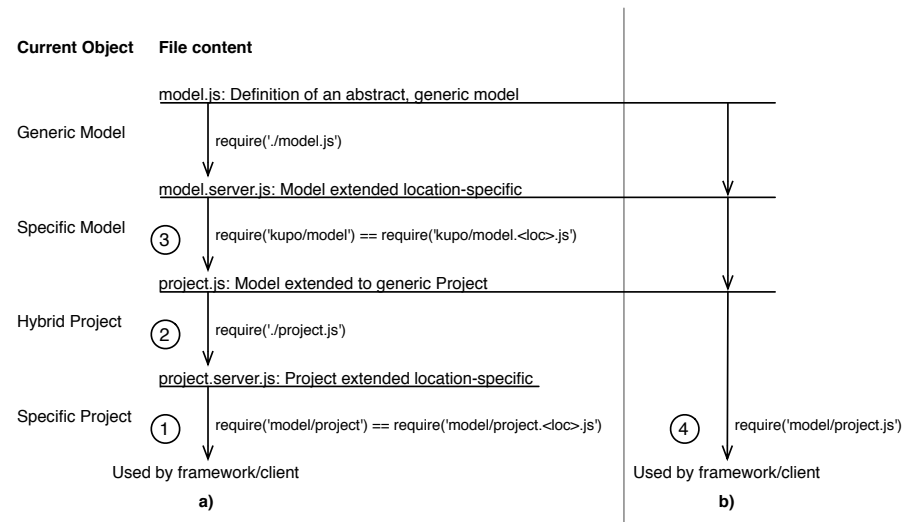 Current Object File content
model.js: Definition of an abstract, generic model
Generic Model
require('./model.js')
model.server.js: Model extended location-specific
Specific Model
3
require('kupo/model') == require('kupo/model.<loc>.js')
project.js: Model extended to generic Project
Hybrid Project
2
require('./project.js')
project.server.js: Project extended location-specific
Specific Project
1
require('model/project') == require('model/project.<loc>.js')
4
require('model/project.js')
Used by framework/client
Used by framework/client
a)
b)